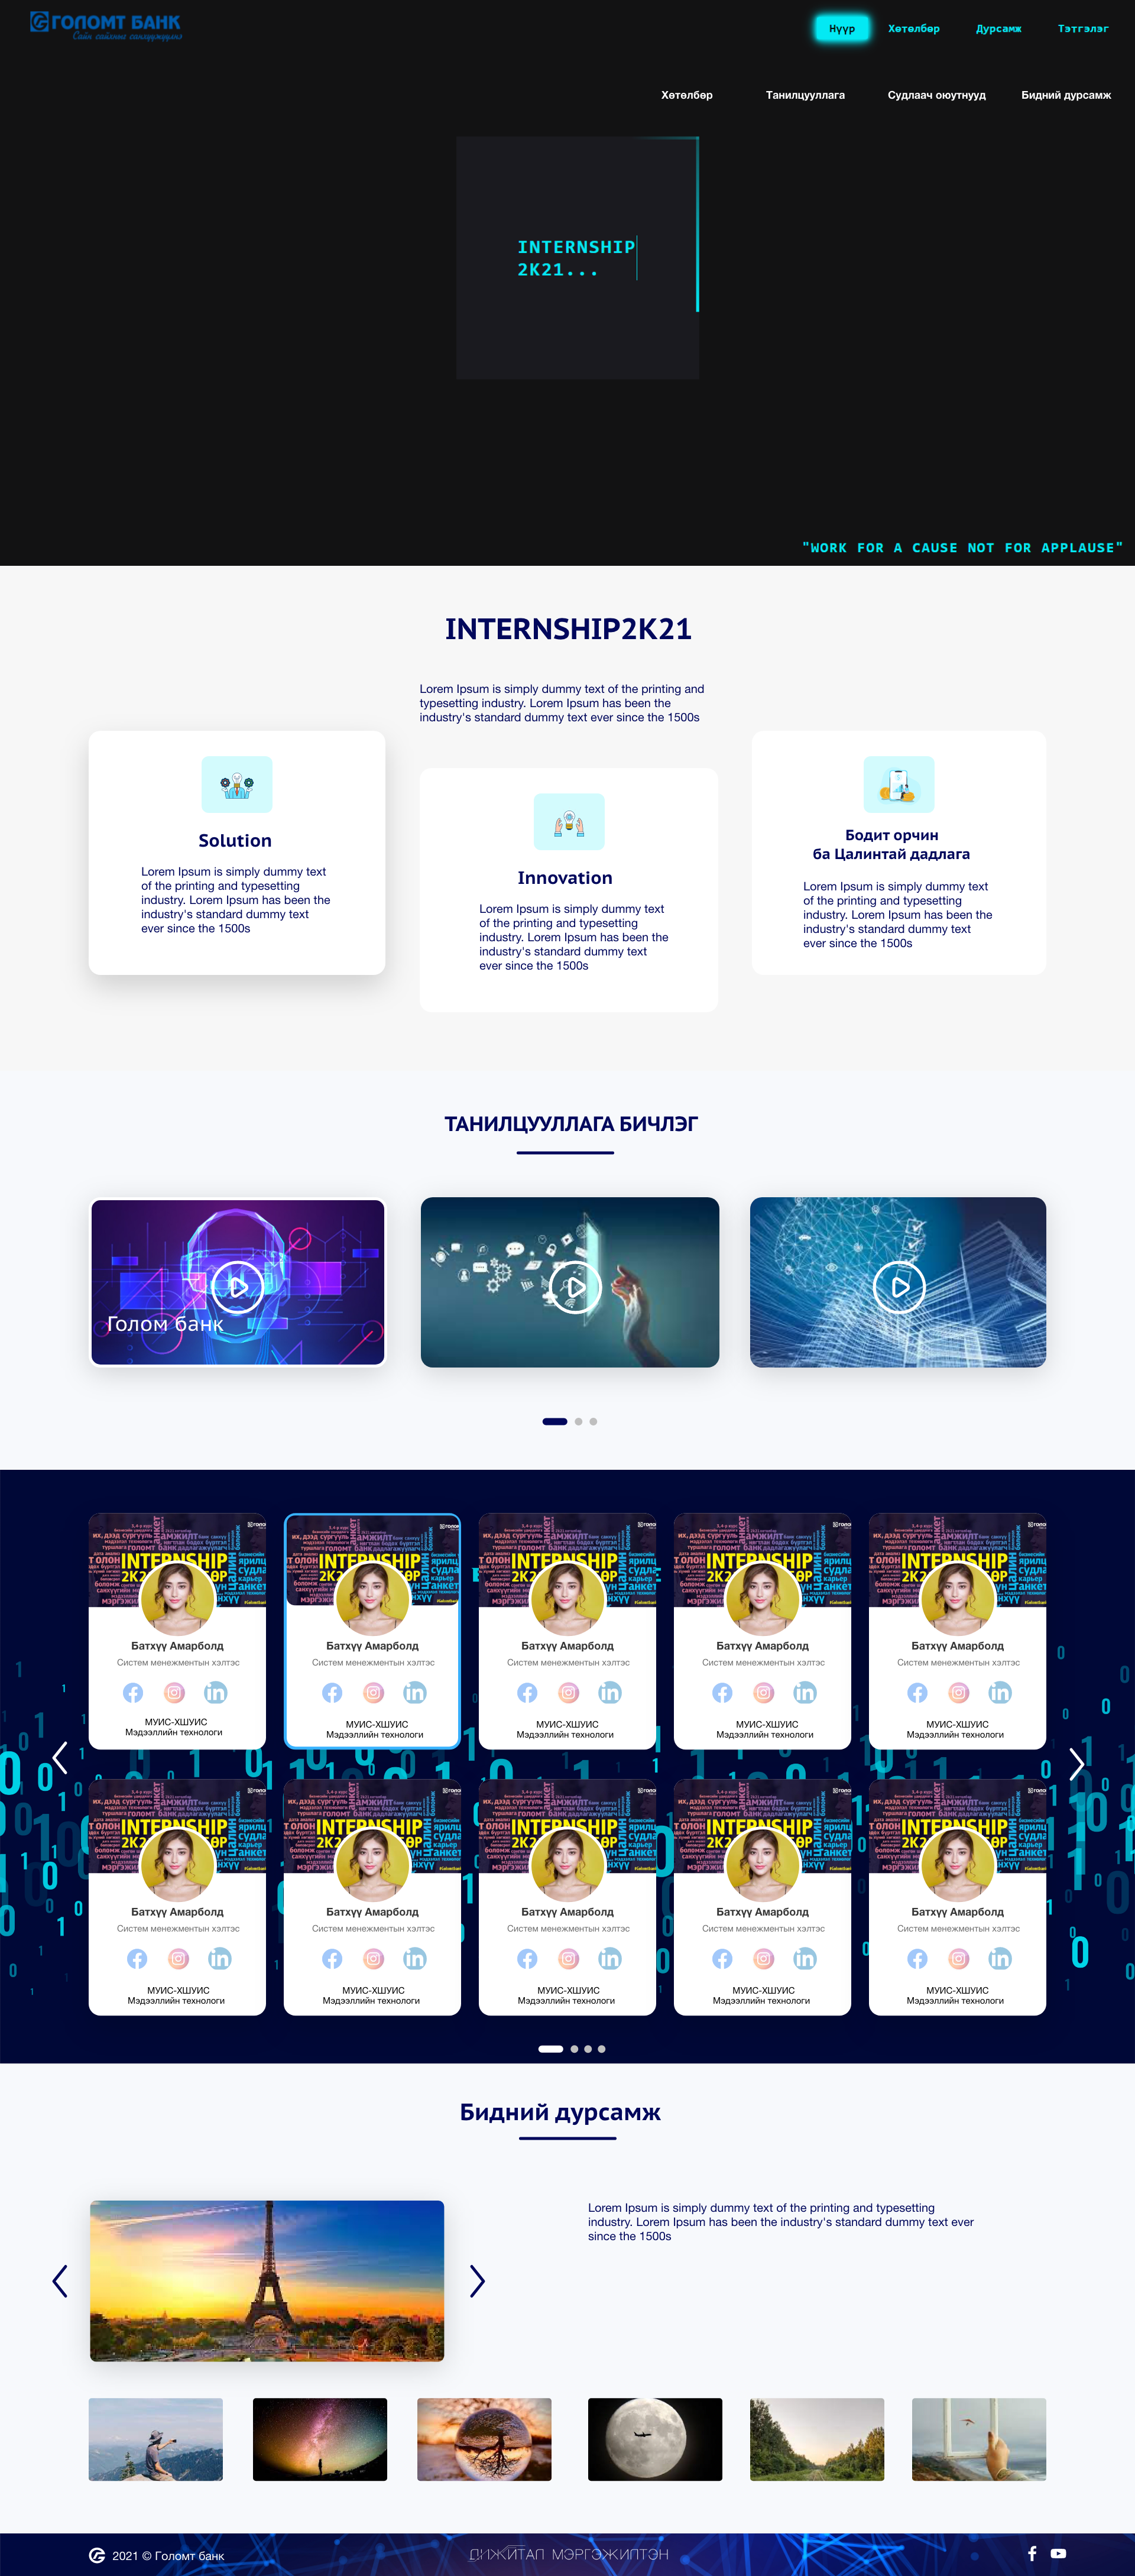 ГОЛОМТ БАНК
Сайн сайхныг санхүүжүүлнэ
Нүүр
Хөтөлбөр
Дурсамж
Тэтгэлэг
Хөтөлбөр
Танилцууллага
Судлаач оюутнууд
Бидний дурсамж
INTERNSHIP
2K21...
"WORK FOR A CAUSE NOT FOR APPLAUSE"
INTERNSHIP2K21
Lorem Ipsum is simply dummy text of the printing and
typesetting industry. Lorem Ipsum has been the
industry's standard dummy text ever since the 1500s
Solution
Lorem Ipsum is simply dummy text
of the printing and typesetting
industry. Lorem Ipsum has been the
industry's standard dummy text
ever since the 1500s
Innovation
Lorem Ipsum is simply dummy text
of the printing and typesetting
industry. Lorem Ipsum has been the
industry's standard dummy text
ever since the 1500s
Бодит орчин
ба Цалинтай дадлага
Lorem Ipsum is simply dummy text
of the printing and typesetting
industry. Lorem Ipsum has been the
industry's standard dummy text
ever since the 1500s
ТАНИЛЦУУЛЛАГА БИЧЛЭГ
Голом банк
INTERNSHIP
Батхүү Амарболд
Систем менежментын хэлтэс
МУИС-ХШУИС
Мэдээллийн технологи
INTERNSHIP
Батхүү Амарболд
Систем менежментын хэлтэс
МУИС-ХШУИС
Мэдээллийн технологи
INTERNSHIP
Батхүү Амарболд
Систем менежментын хэлтэс
МУИС-ХШУИС
Мэдээллийн технологи
INTERNSHIP
Батхүү Амарболд
Систем менежментын хэлтэс
МУИС-ХШУИС
Мэдээллийн технологи
INTERNSHIP
Батхүү Амарболд
Систем менежментын хэлтэс
МУИС-ХШУИС
Мэдээллийн технологи
INTERNSHIP
Батхүү Амарболд
Систем менежментын хэлтэс
МУИС-ХШУИС
Мэдээллийн технологи
INTERNSHIP
Батхүү Амарболд
Систем менежментын хэлтэс
МУИС-ХШУИС
Мэдээллийн технологи
INTERNSHIP
Батхүү Амарболд
Систем менежментын хэлтэс
МУИС-ХШУИС
Мэдээллийн технологи
INTERNSHIP
Батхүү Амарболд
Систем менежментын хэлтэс
МУИС-ХШУИС
Мэдээллийн технологи
INTERNSHIP
Батхүү Амарболд
Систем менежментын хэлтэс
МУИС-ХШУИС
Мэдээллийн технологи
Бидний дурсамж
Lorem Ipsum is simply dummy text of the printing and typesetting
industry. Lorem Ipsum has been the industry's standard dummy text ever
since the 1500s
2021 © Голомт банк
ДИЖИТАЛ МЭРГЭЖИЛТЭН